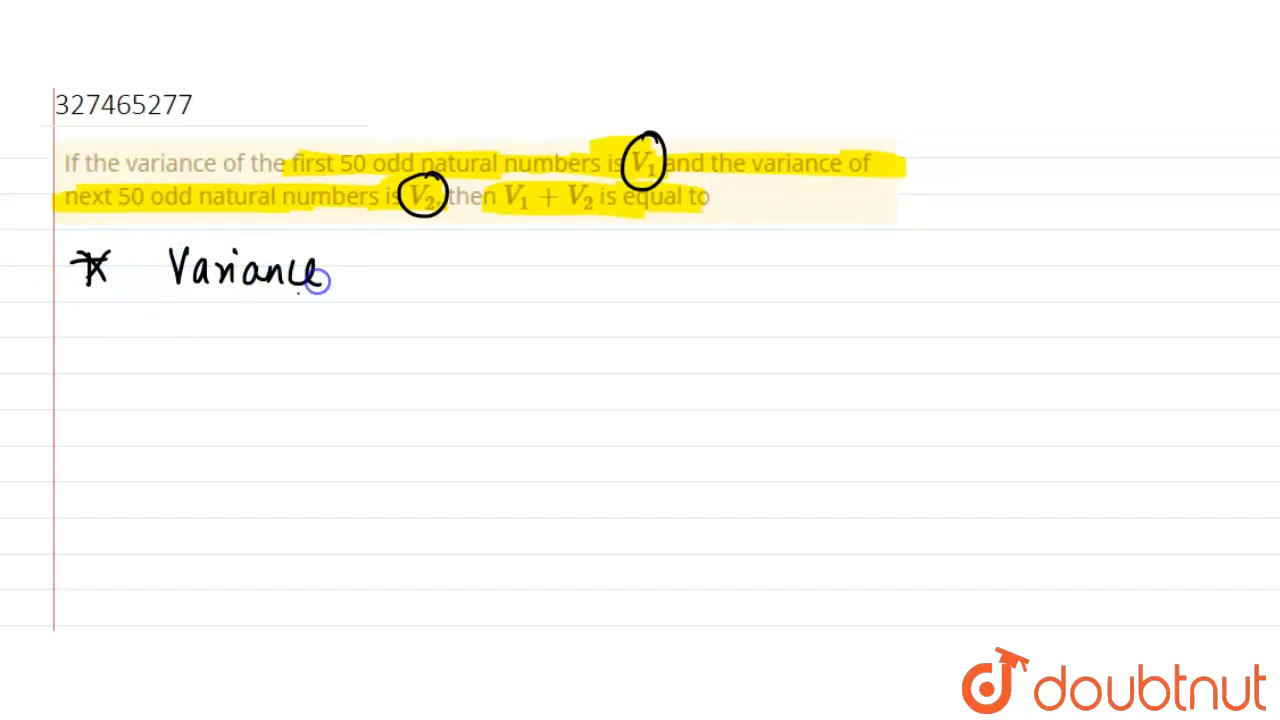 327465277
If the variance of the first 50 odd natural numbers is V₁ and the variance of
next 50 odd natural numbers is V₂, then V₁ + V₂ is equal to
* Variance
doubtnut